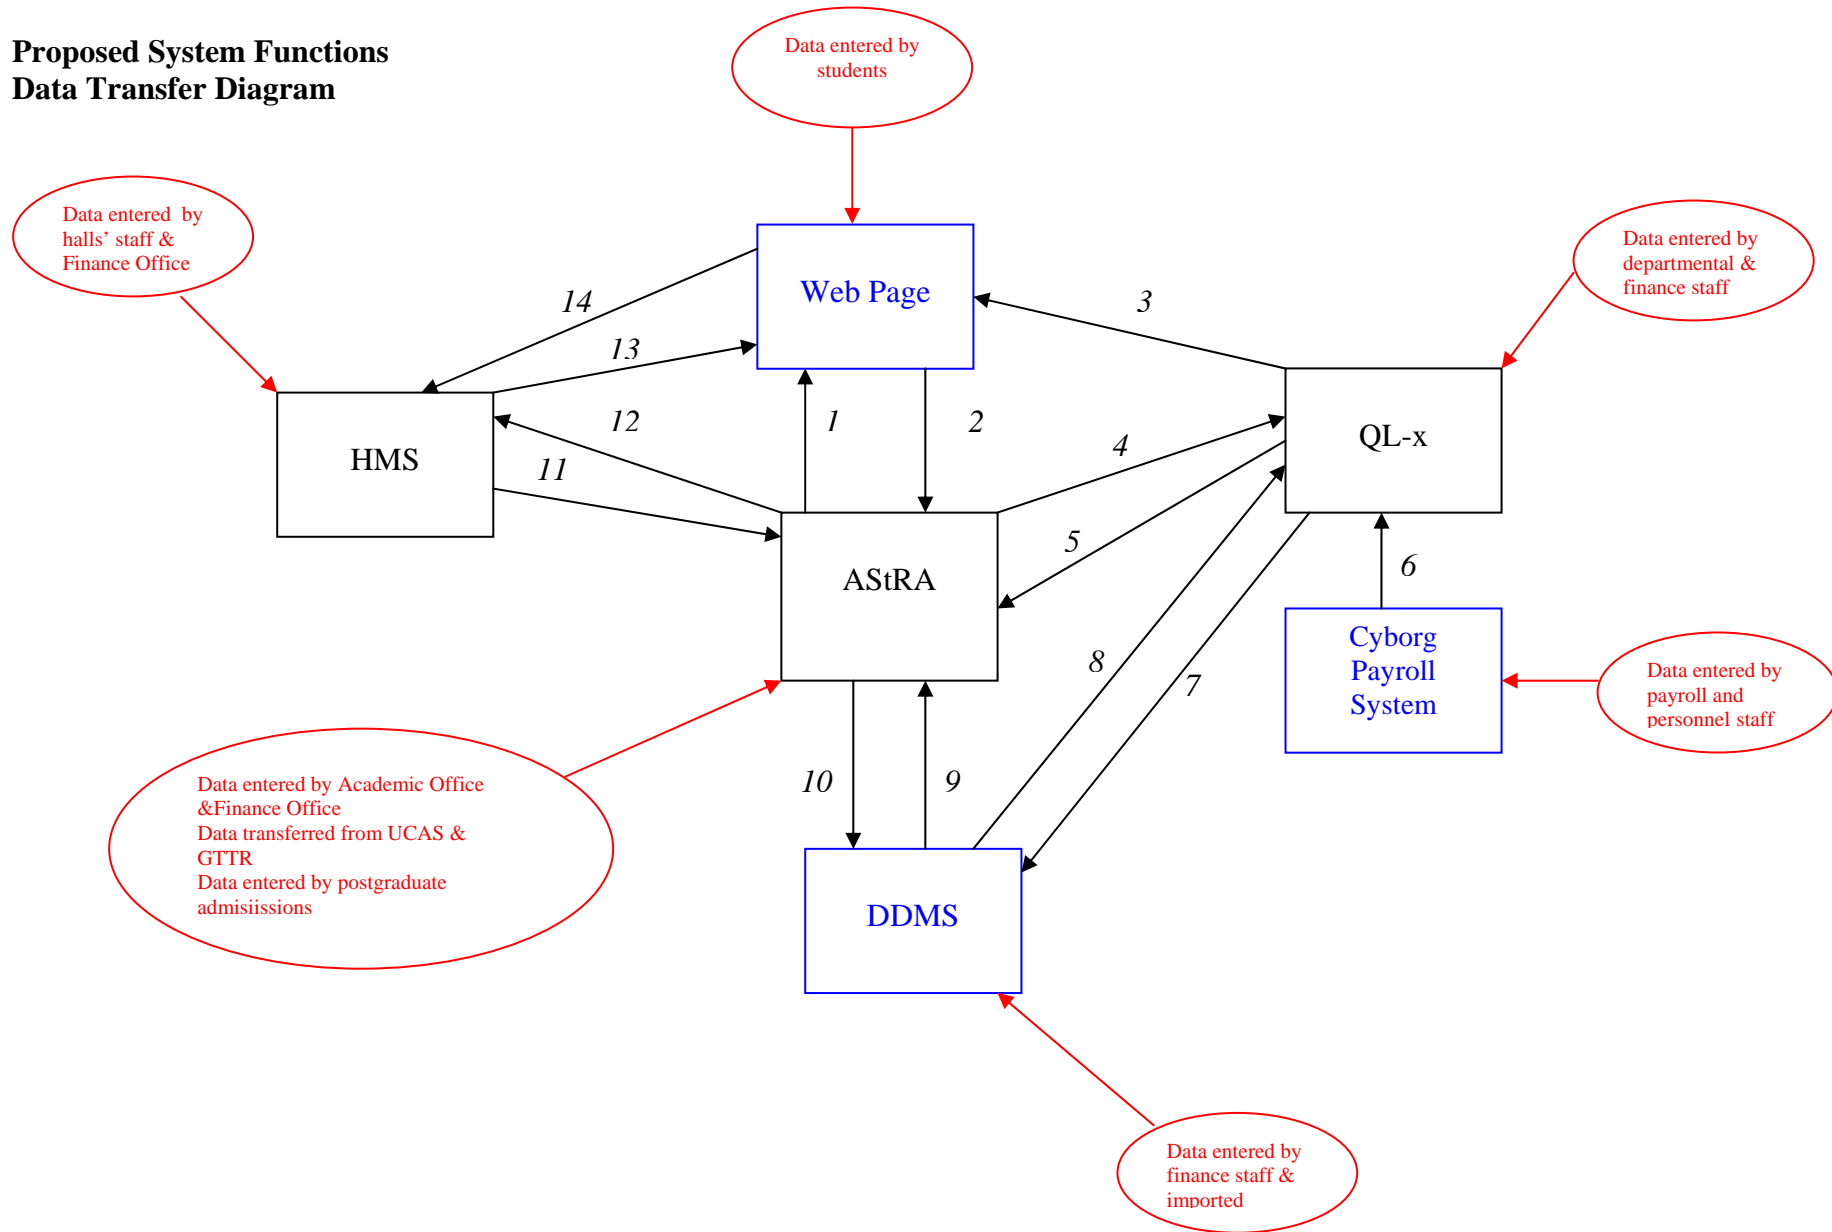 Proposed System Functions
Data Transfer Diagram
Data entered by
students
Data entered by
halls' staff &
Finance Office
Data entered by
departmental &
finance staff
Web Page
14
13
3
12
11
1
2
4
5
HMS
QL-x
AStRA
6
Cyborg
Payroll
System
8
7
Data entered by
payroll and
personnel staff
Data entered by Academic Office
&Finance Office
Data transferred from UCAS &
GTTR
Data entered by postgraduate
admisiissions
10
9
DDMS
Data entered by
finance staff &
imported